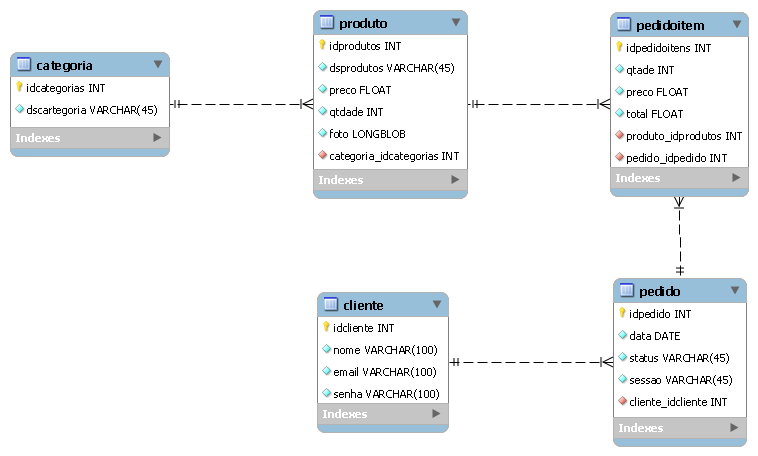 categoria
idcategorias INT
dscartegoria VARCHAR(45)
Indexes
produto
idprodutos INT
dsprodutos VARCHAR(45)
preco FLOAT
qtdade INT
foto LONGBLOB
categoria_idcategorias INT
Indexes
pedidoitem
idpedidoitens INT
qtade INT
preco FLOAT
total FLOAT
produto_idprodutos INT
pedido_idpedido INT
Indexes
cliente
idcliente INT
nome VARCHAR(100)
email VARCHAR(100)
senha VARCHAR(100)
Indexes
pedido
idpedido INT
data DATE
status VARCHAR(45)
sessao VARCHAR(45)
cliente_idcliente INT
Indexes